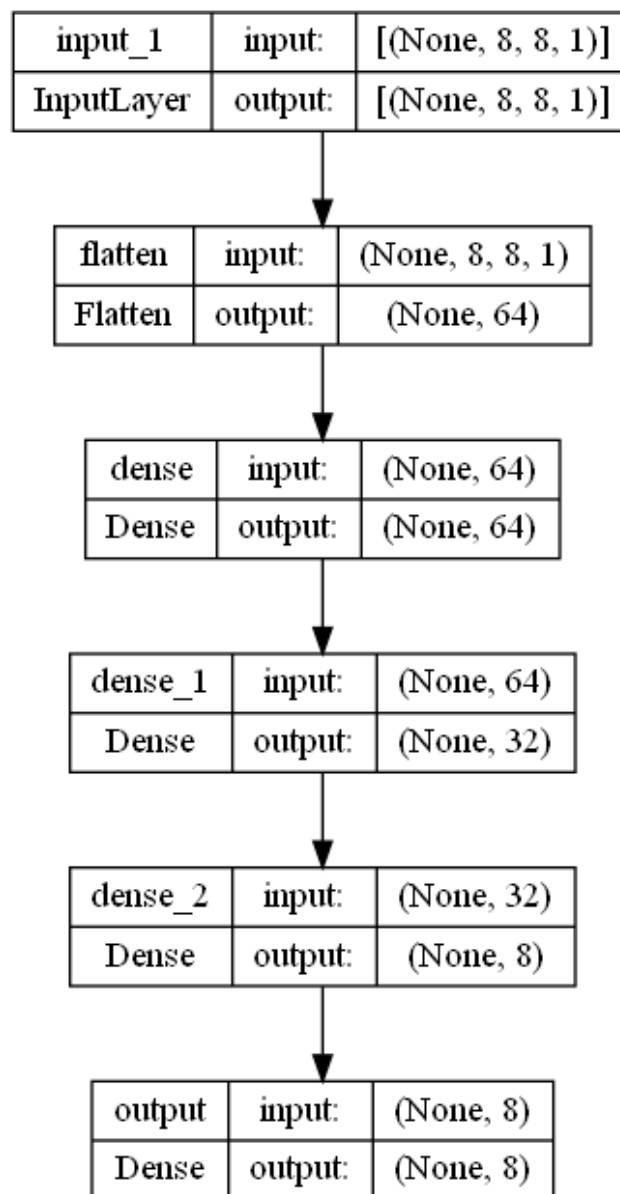 input_1 input: [(None, 8, 8, 1)]
InputLayer output: [(None, 8, 8, 1)]
flatten input: (None, 8, 8, 1)
Flatten output: (None, 64)
dense input: (None, 64)
Dense output: (None, 64)
dense_1 input: (None, 64)
Dense output: (None, 32)
dense_2 input: (None, 32)
Dense output: (None, 8)
output input: (None, 8)
Dense output: (None, 8)